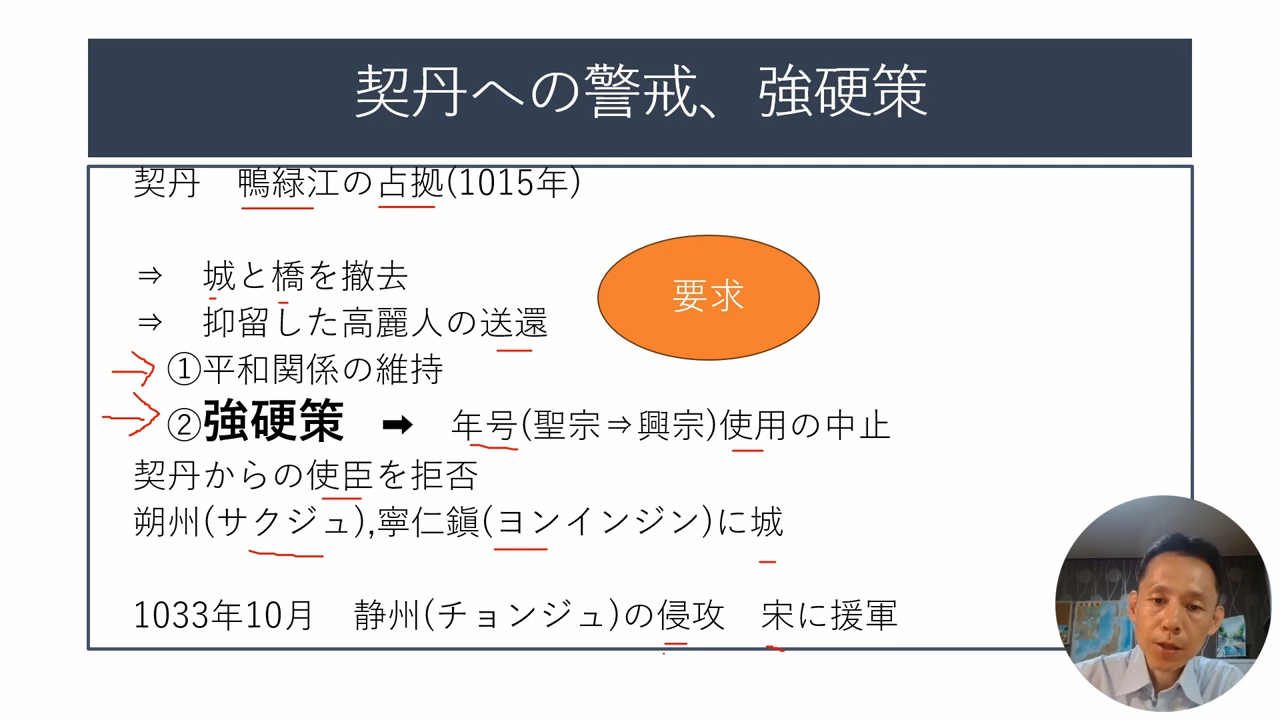 契丹への警戒、強硬策
契丹　鴨緑江の占拠(1015年)
⇒　城と橋を撤去
要求
⇒　抑留した高麗人の送還
①平和関係の維持
②強硬策　➡　年号(聖宗⇒興宗)使用の中止
契丹からの使臣を拒否
朔州(サクジュ),寧仁鎭(ヨンインジン)に城
1033年10月　静州(チョンジュ)の侵攻　宋に援軍